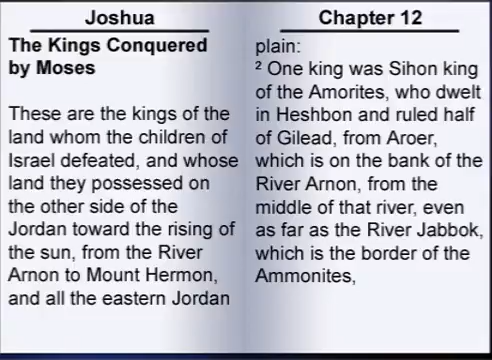 Joshua
The Kings Conquered
by Moses
These are the kings of the
land whom the children of
Israel defeated, and whose
land they possessed on
the other side of the
Jordan toward the rising of
the sun, from the River
Arnon to Mount Hermon,
and all the eastern Jordan
Chapter 12
plain:
² One king was Sihon king
of the Amorites, who dwelt
in Heshbon and ruled half
of Gilead, from Aroer,
which is on the bank of the
River Arnon, from the
middle of that river, even
as far as the River Jabbok,
which is the border of the
Ammonites,